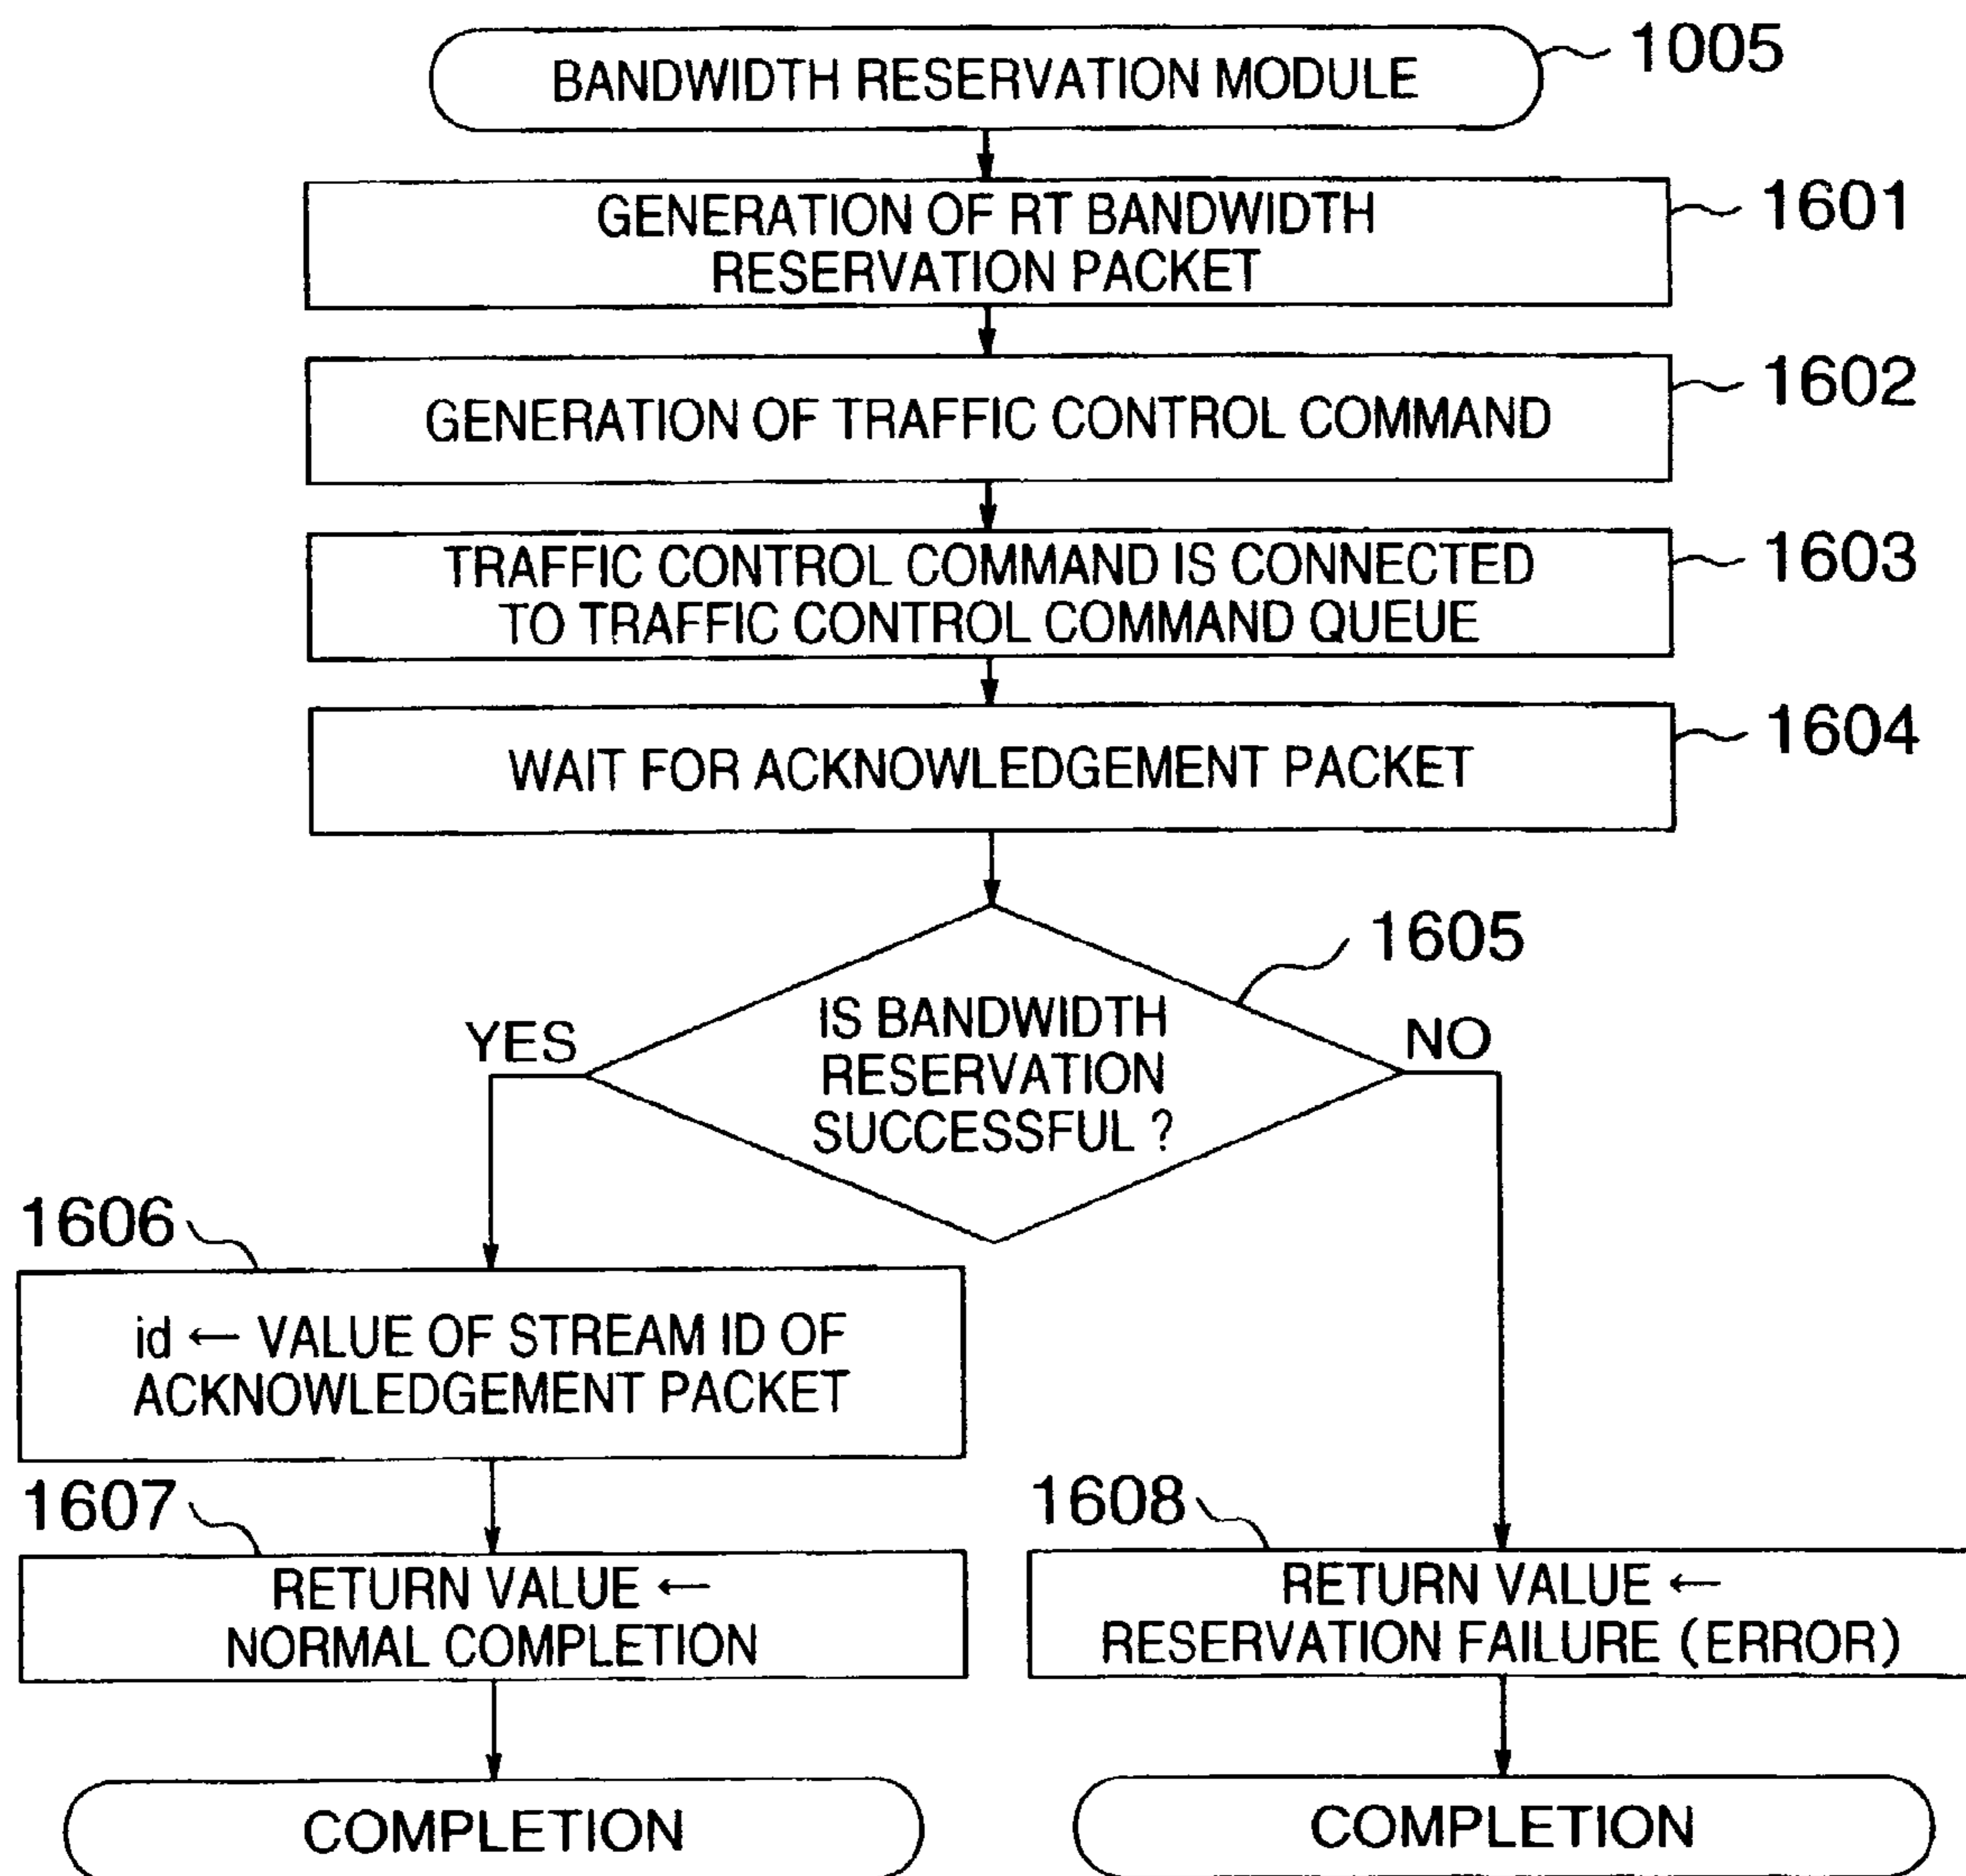 BANDWIDTH RESERVATION MODULE
1005
GENERATION OF RT BANDWIDTH
RESERVATION PACKET
1601
GENERATION OF TRAFFIC CONTROL COMMAND
1602
TRAFFIC CONTROL COMMAND IS CONNECTED
TO TRAFFIC CONTROL COMMAND QUEUE
1603
WAIT FOR ACKNOWLEDGEMENT PACKET
1604
1605
IS BANDWIDTH
RESERVATION
SUCCESSFUL ?
YES
NO
1606
id ← VALUE OF STREAM ID OF
ACKNOWLEDGEMENT PACKET
1607
RETURN VALUE ←
NORMAL COMPLETION
1608
RETURN VALUE ←
RESERVATION FAILURE (ERROR)
COMPLETION
COMPLETION